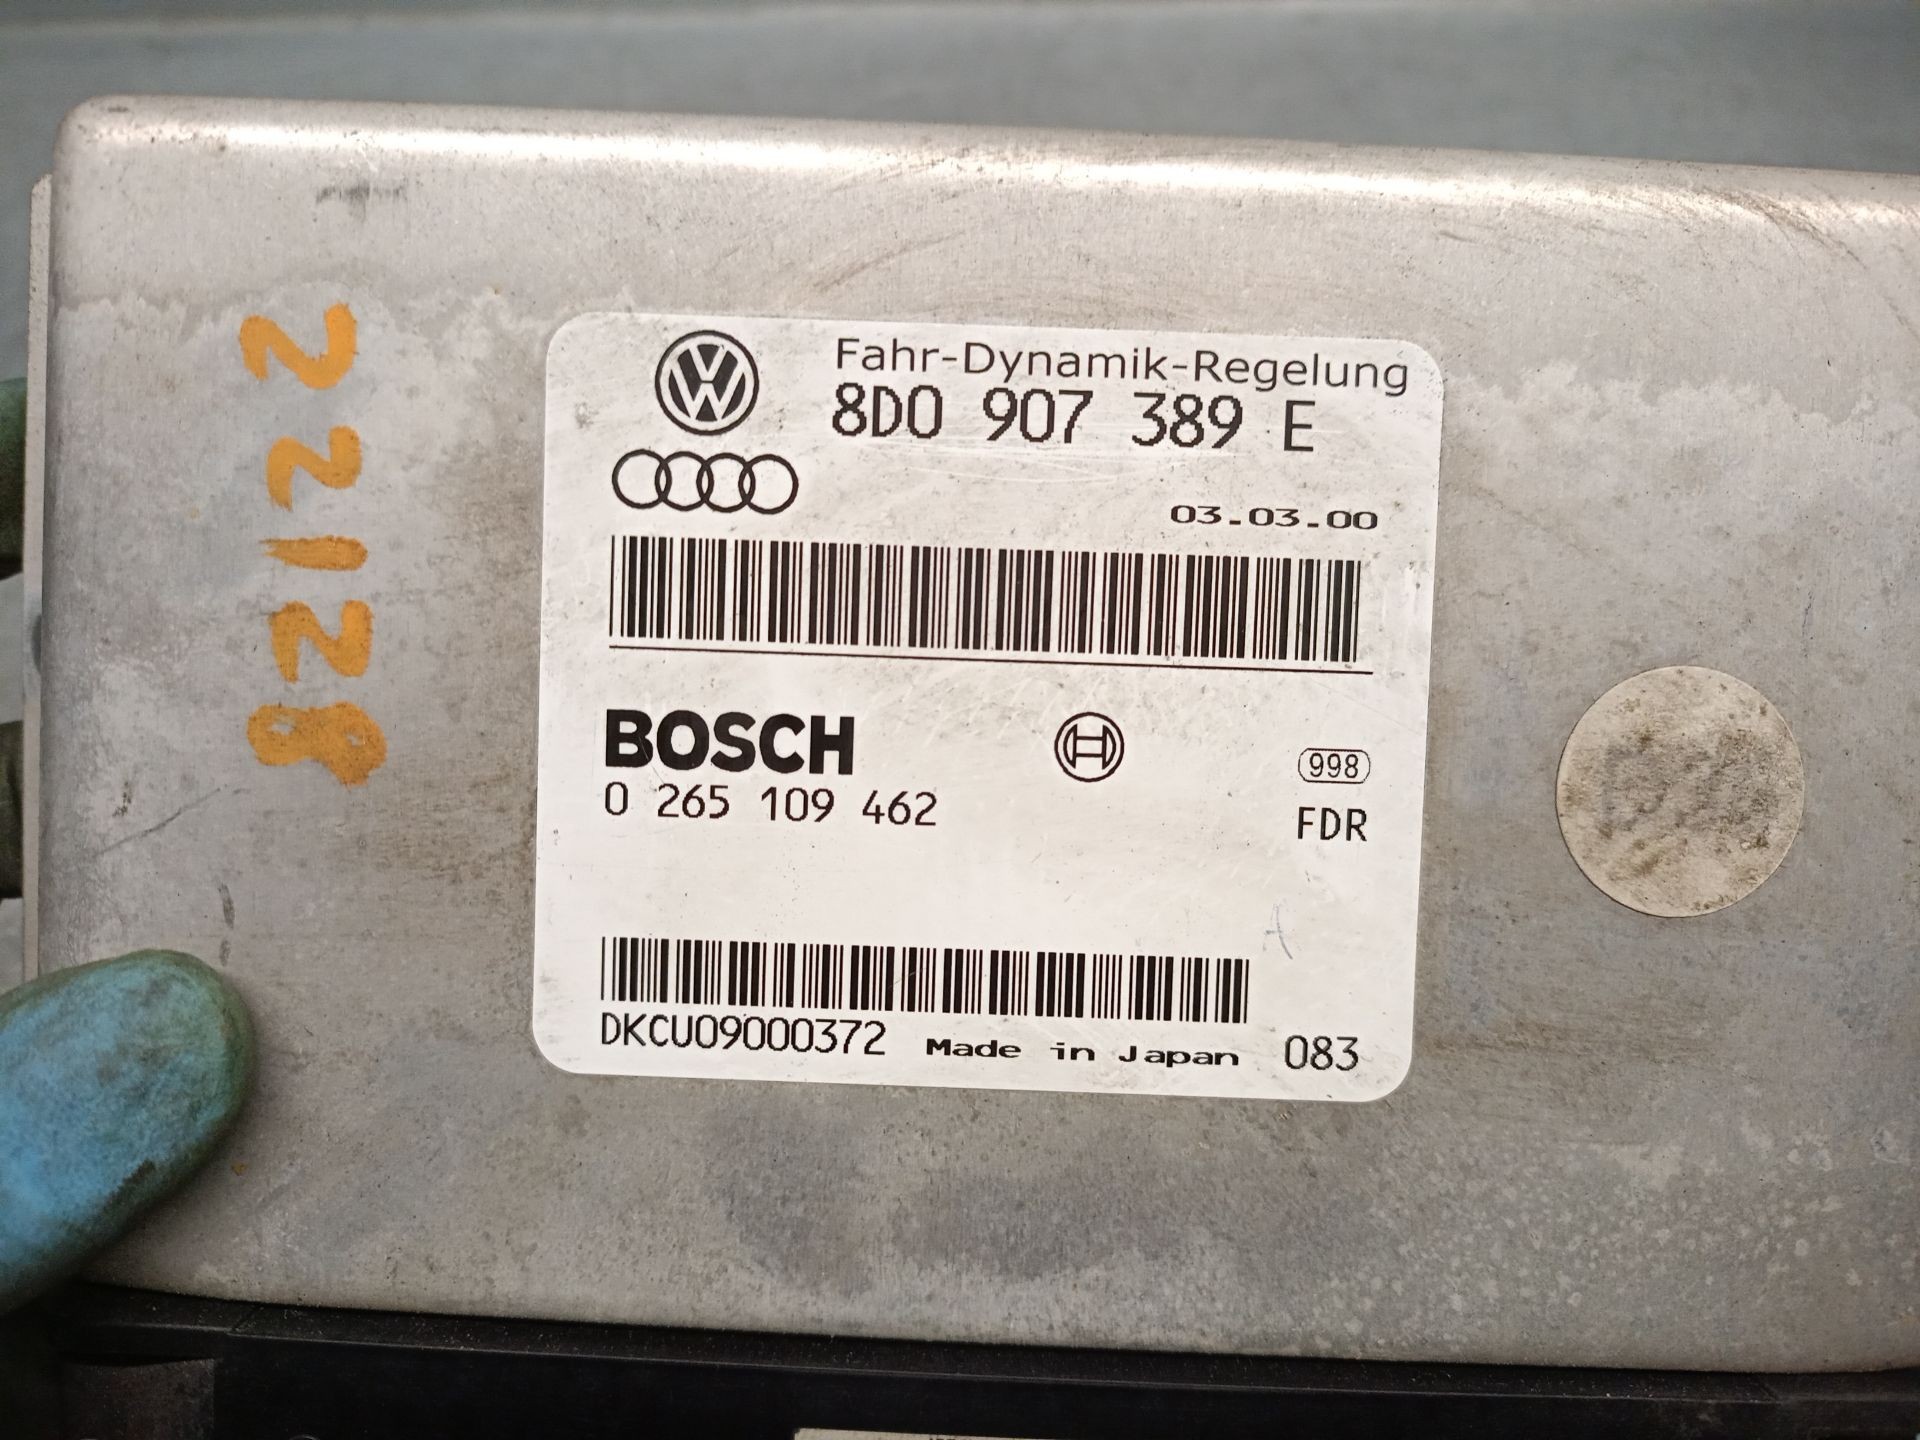 22128
Fahr-Dynamik-Regelung
8D0 907 389 E
03.03.00
BOSCH
0 265 109 462
998
FDR
A
DKCU09000372 Made in Japan 083